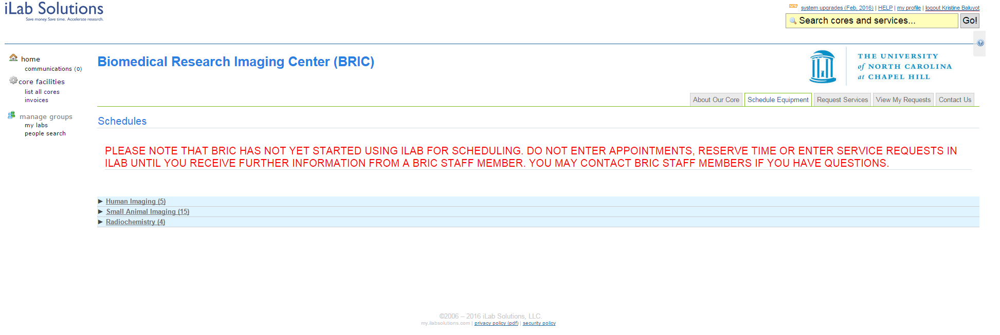 iLab Solutions
Save money. Save time. Accelerate research.
NEW system upgrades (Feb, 2016) | HELP | my profile | logout Kristine Baluyot
Search cores and services... Go!
home
communications (0)
core facilities
list all cores
invoices
manage groups
my labs
people search
Biomedical Research Imaging Center (BRIC)
THE UNIVERSITY
of NORTH CAROLINA
at CHAPEL HILL
About Our Core Schedule Equipment Request Services View My Requests Contact Us
Schedules
PLEASE NOTE THAT BRIC HAS NOT YET STARTED USING ILAB FOR SCHEDULING. DO NOT ENTER APPOINTMENTS, RESERVE TIME OR ENTER SERVICE REQUESTS IN
ILAB UNTIL YOU RECEIVE FURTHER INFORMATION FROM A BRIC STAFF MEMBER. YOU MAY CONTACT BRIC STAFF MEMBERS IF YOU HAVE QUESTIONS.
► Human Imaging (5)
► Small Animal Imaging (15)
► Radiochemistry (4)
©2006 – 2016 iLab Solutions, LLC.
my.ilabsolutions.com | privacy policy (pdf) | security policy